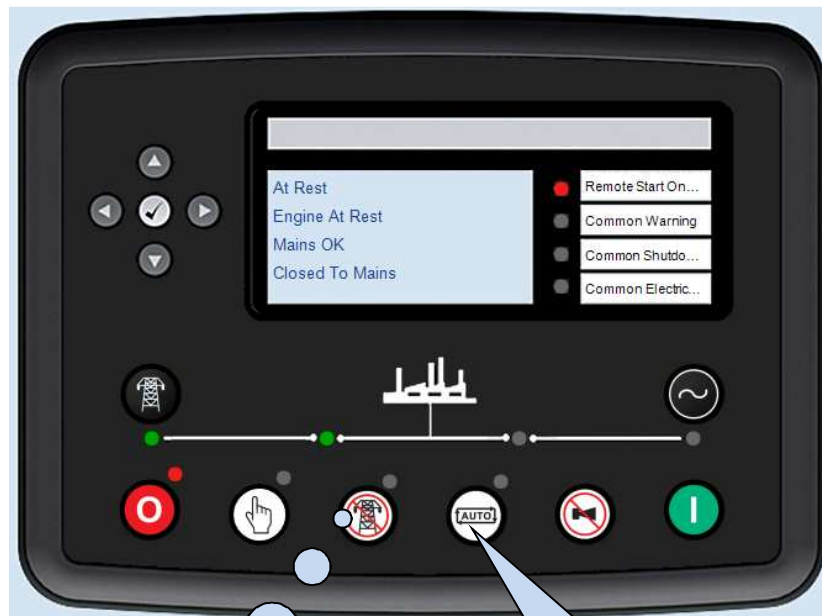 At Rest
Engine At Rest
Mains OK
Closed To Mains
Remote Start On...
Common Warning
Common Shutdo...
Common Electric...
O
AUTO
I